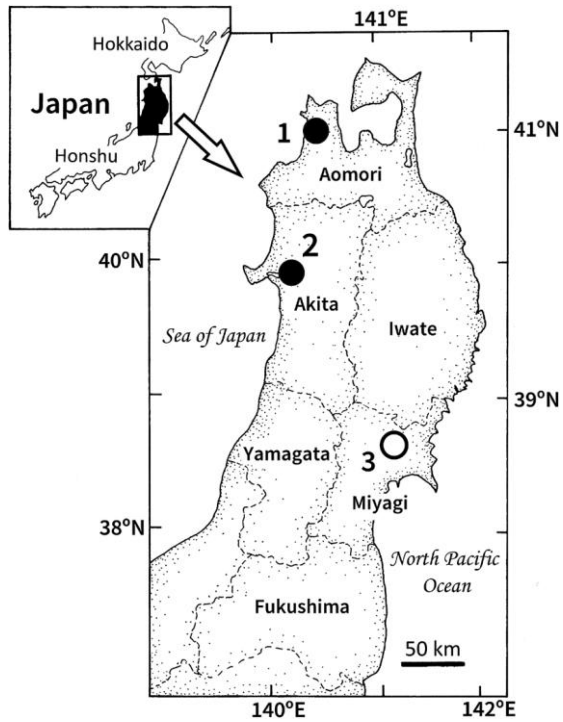 Hokkaido
Japan
Honshu
141°E
1
41°N
Aomori
40°N
2
Akita
Sea of Japan
Iwate
39°N
Yamagata
3
Miyagi
38°N
North Pacific
Ocean
Fukushima
50 km
140°E
142°E